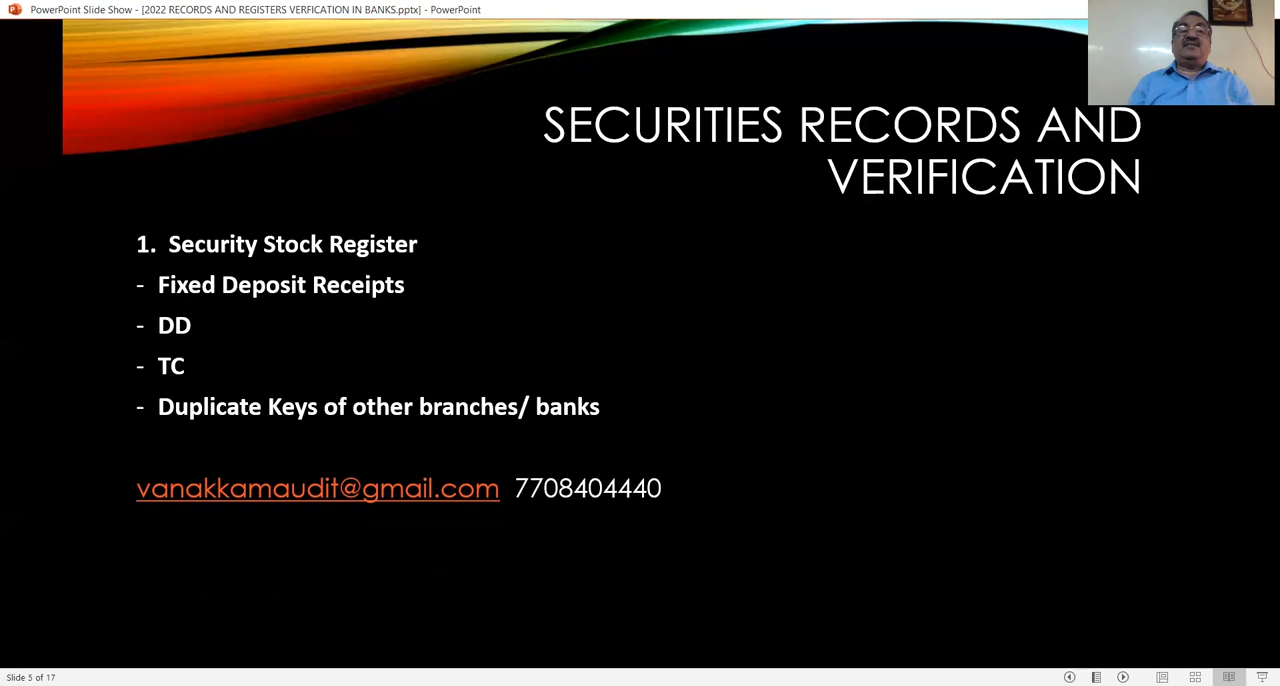 PowerPoint Slide Show - [2022 RECORDS AND REGISTERS VERFICATION IN BANKS.pptx] - PowerPoint
SECURITIES RECORDS AND
VERIFICATION
1. Security Stock Register
- Fixed Deposit Receipts
- DD
- TC
- Duplicate Keys of other branches/ banks
vanakkamaudit@gmail.com 7708404440
Slide 5 of 17